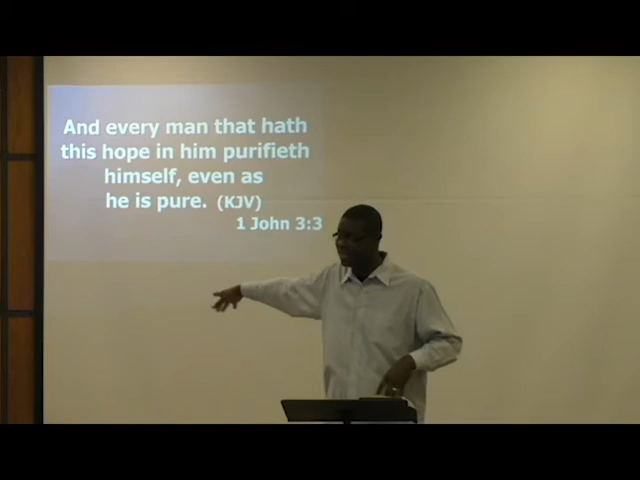 And every man that hath
this hope in him purifieth
himself, even as
he is pure. (KJV)
1 John 3:3